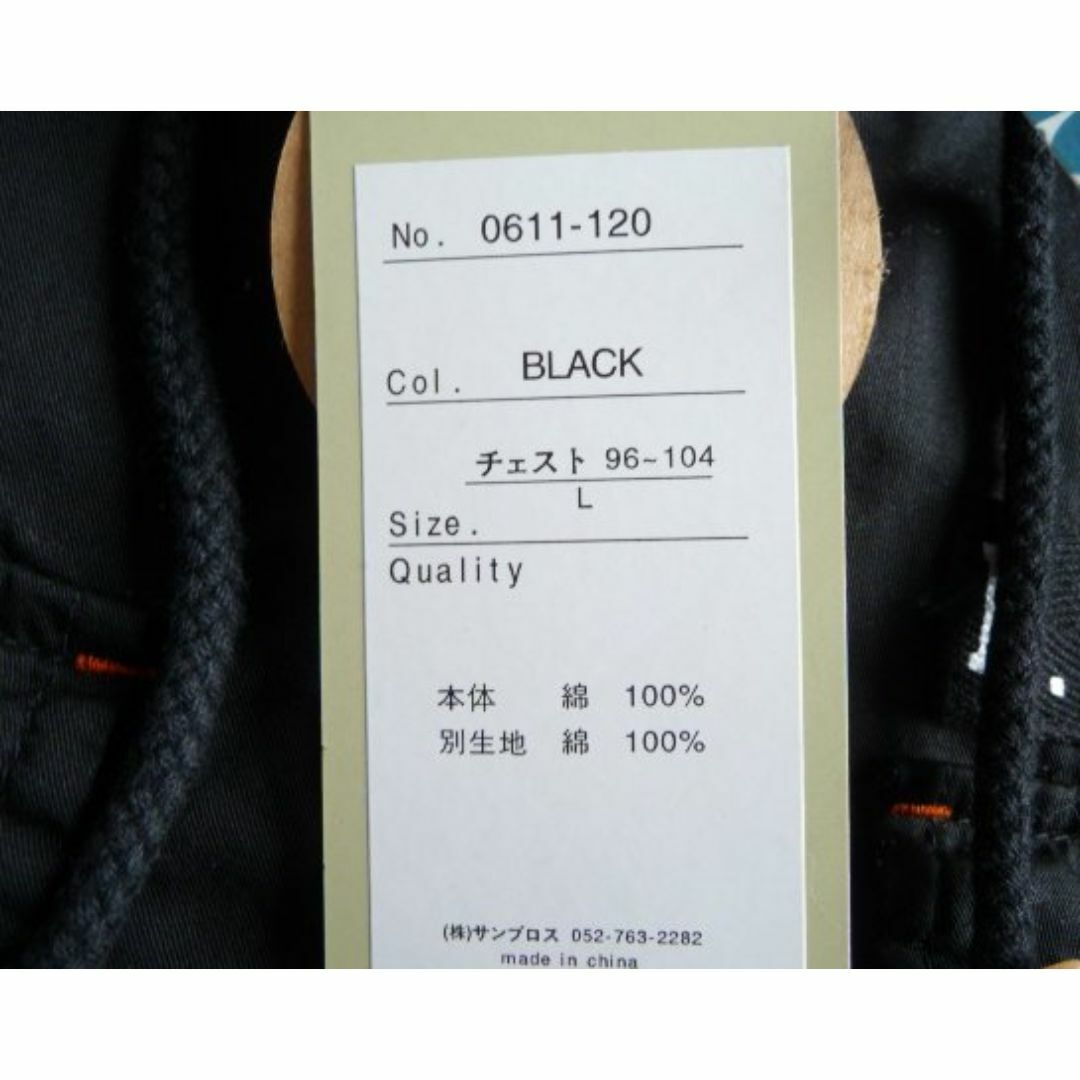 No. 0611-120
Col. BLACK
チェスト 96~104
L
Size.
Quality
本体 綿 100%
別生地 綿 100%
(株)サンプロス 052-763-2282
made in china